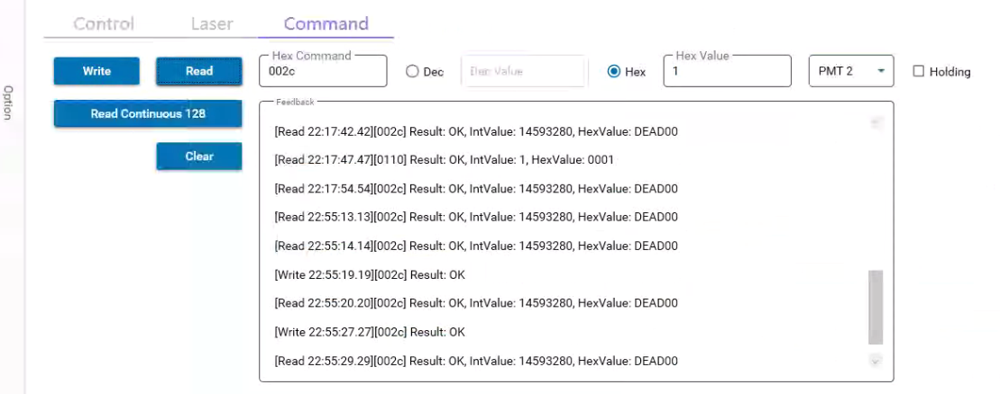 Control Laser Command
Hex Command Hex Value
Write Read 002c Dec Hex 1 PMT 2 Holding
Option
Read Continuous 128
Feedback
Clear
[Read 22:17:42.42][002c] Result: OK, IntValue: 14593280, HexValue: DEAD00
[Read 22:17:47.47][0110] Result: OK, IntValue: 1, HexValue: 0001
[Read 22:17:54.54][002c] Result: OK, IntValue: 14593280, HexValue: DEAD00
[Read 22:55:13.13][002c] Result: OK, IntValue: 14593280, HexValue: DEAD00
[Read 22:55:14.14][002c] Result: OK, IntValue: 14593280, HexValue: DEAD00
[Write 22:55:19.19][002c] Result: OK
[Read 22:55:20.20][002c] Result: OK, IntValue: 14593280, HexValue: DEAD00
[Write 22:55:27.27][002c] Result: OK
[Read 22:55:29.29][002c] Result: OK, IntValue: 14593280, HexValue: DEAD00